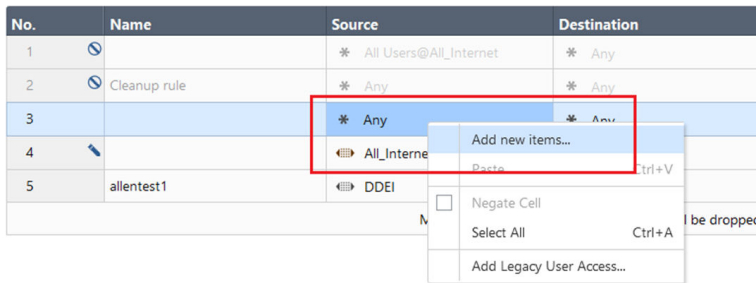 No. Name Source Destination
1 All Users@All_Internet Any
2 Cleanup rule Any Any
3 Any Any
Add new items...
4 All_Interne
Paste Ctrl+V
5 allentest1 DDEI
Negate Cell
M l be dropped
Select All Ctrl+A
Add Legacy User Access...